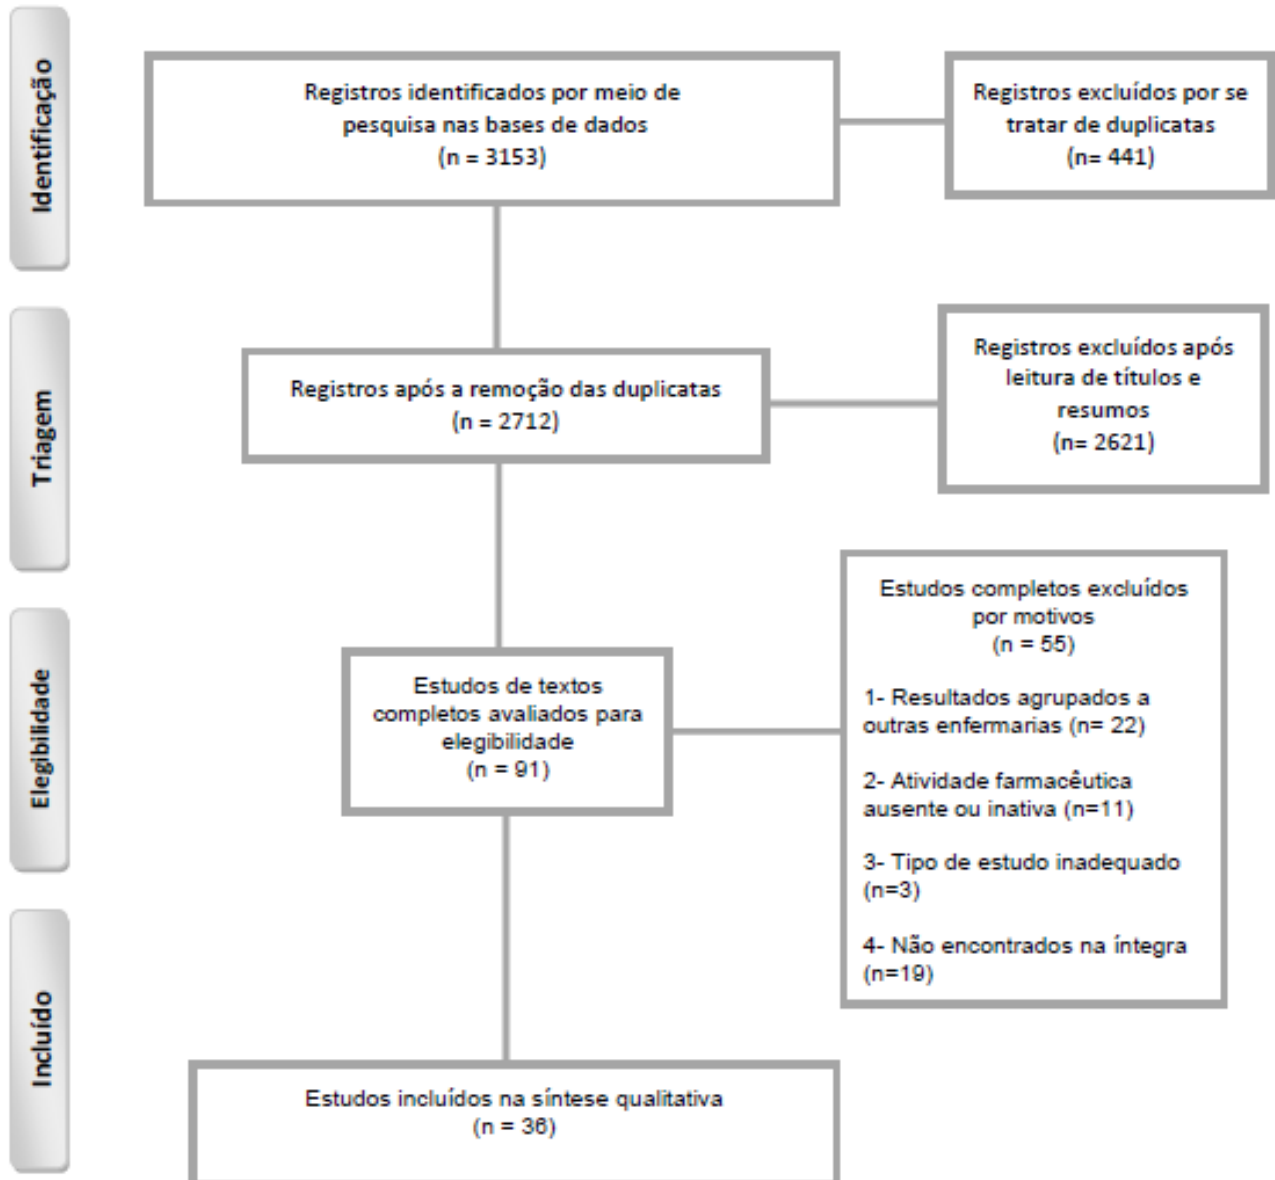 Identificação
Registros identificados por meio de
pesquisa nas bases de dados
(n = 3153)
Registros excluídos por se
tratar de duplicatas
(n= 441)
Triagem
Registros após a remoção das duplicatas
(n = 2712)
Registros excluídos após
leitura de títulos e
resumos
(n= 2621)
Elegibilidade
Estudos de textos
completos avaliados para
elegibilidade
(n = 91)
Estudos completos excluídos
por motivos
(n = 55)
1- Resultados agrupados a
outras enfermarias (n= 22)
2- Atividade farmacêutica
ausente ou inativa (n=11)
3- Tipo de estudo inadequado
(n=3)
4- Não encontrados na íntegra
(n=19)
Incluído
Estudos incluídos na síntese qualitativa
(n = 36)